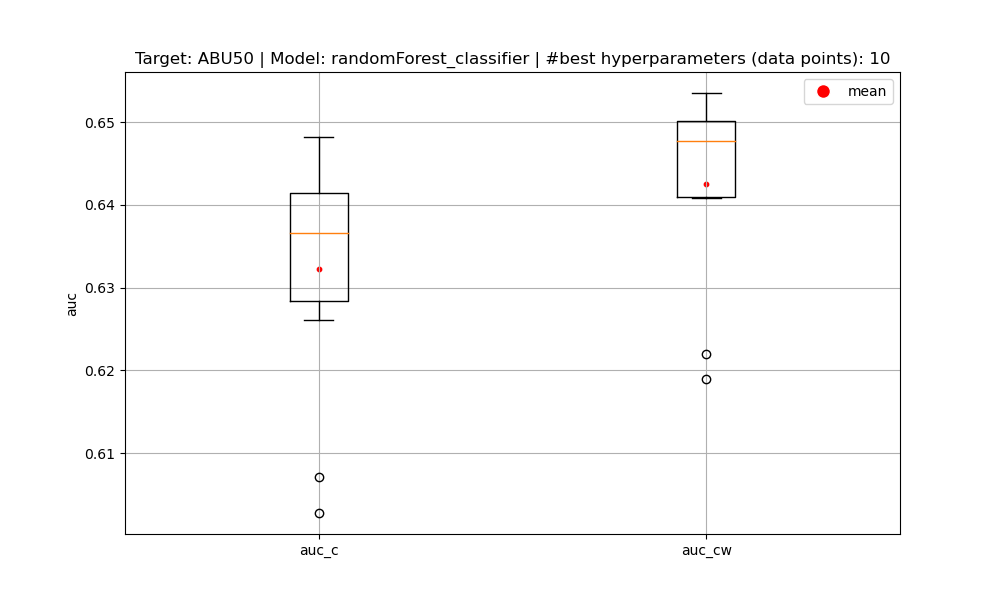 Target: ABU50 | Model: randomForest_classifier | #best hyperparameters (data points): 10
mean
0.65
0.64
0.63
0.62
0.61
auc
auc_c
auc_cw